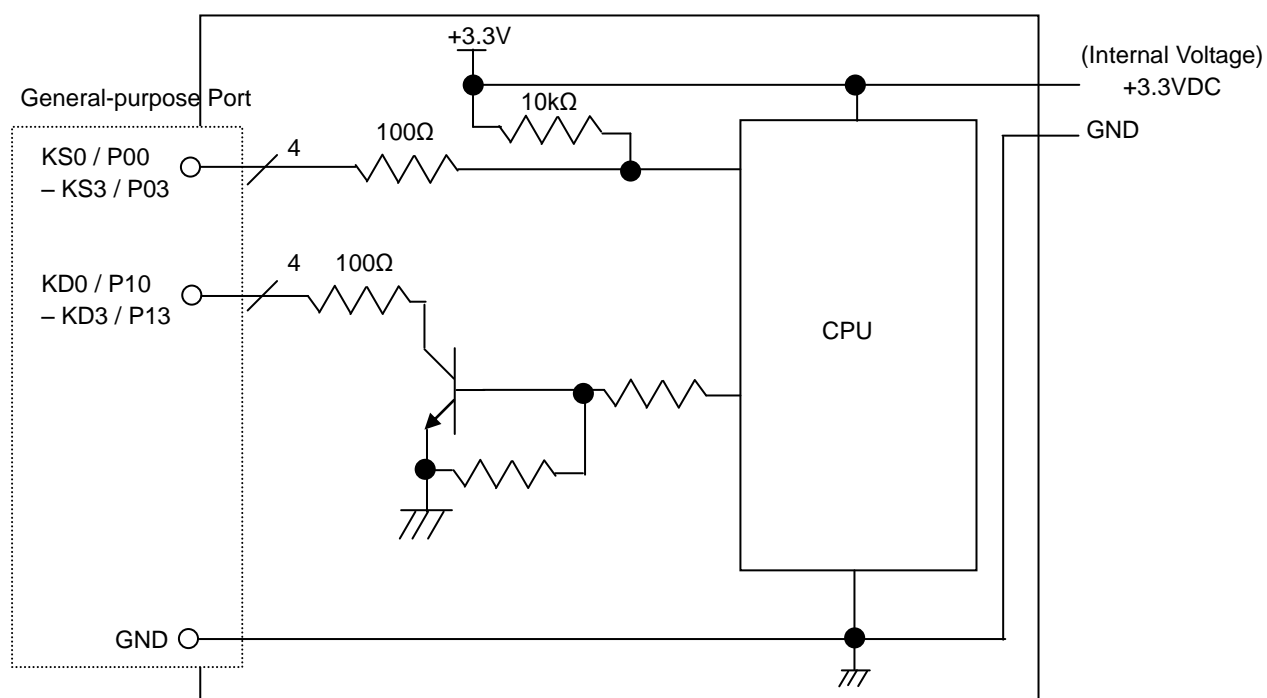 +3.3V
(Internal Voltage)
+3.3VDC
General-purpose Port
10kΩ
GND
KS0 / P00
– KS3 / P03
4
100Ω
KD0 / P10
– KD3 / P13
4
100Ω
CPU
GND